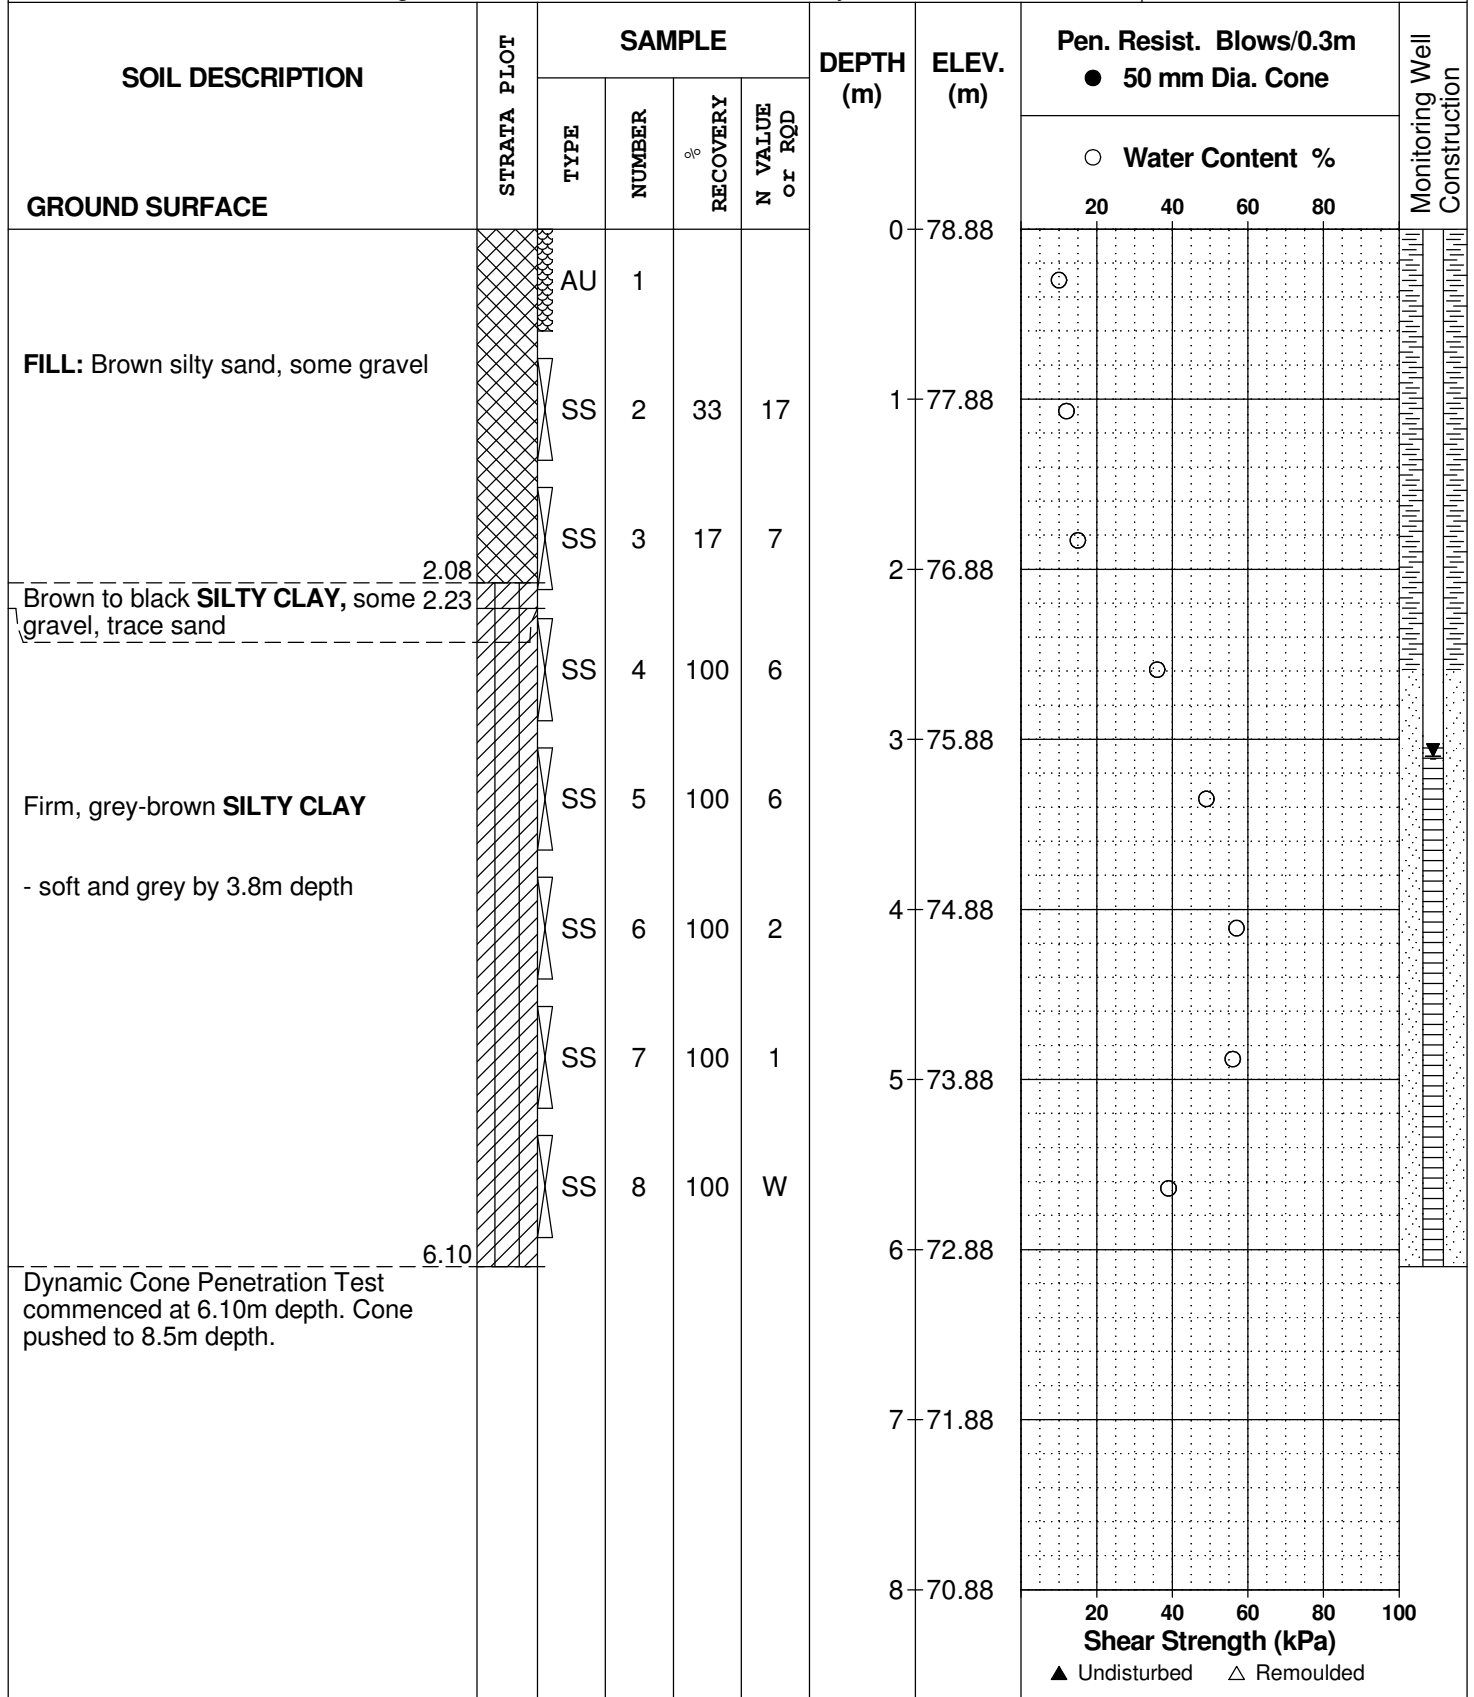 SOIL DESCRIPTION
GROUND SURFACE
STRATA PLOT
SAMPLE
TYPE
NUMBER
%
RECOVERY
N VALUE
or RQD
DEPTH
(m)
ELEV.
(m)
Pen. Resist. Blows/0.3m
● 50 mm Dia. Cone
○ Water Content %
20 40 60 80
Monitoring Well
Construction
0 78.88
AU 1
FILL: Brown silty sand, some gravel
1 77.88
SS 2 33 17
SS 3 17 7
2.08
2 76.88
Brown to black SILTY CLAY, some 2.23
gravel, trace sand
SS 4 100 6
3 75.88
Firm, grey-brown SILTY CLAY
SS 5 100 6
- soft and grey by 3.8m depth
4 74.88
SS 6 100 2
SS 7 100 1
5 73.88
SS 8 100 W
6.10
6 72.88
Dynamic Cone Penetration Test
commenced at 6.10m depth. Cone
pushed to 8.5m depth.
7 71.88
8 70.88
20 40 60 80 100
Shear Strength (kPa)
▲ Undisturbed △ Remoulded